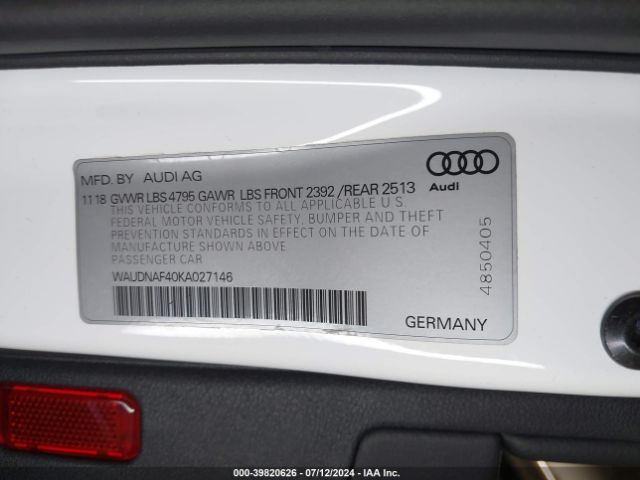 MFD. BY AUDI AG
Audi
11 18 GVWR LBS 4795 GAWR LBS FRONT 2392 /REAR 2513
THIS VEHICLE CONFORMS TO ALL APPLICABLE U S
FEDERAL MOTOR VEHICLE SAFETY, BUMPER AND THEFT
PREVENTION STANDARDS IN EFFECT ON THE DATE OF
MANUFACTURE SHOWN ABOVE
PASSENGER CAR
WAUDNAF40KA027146
4850405
GERMANY
000-39820626 - 07/12/2024 - IAA Inc.